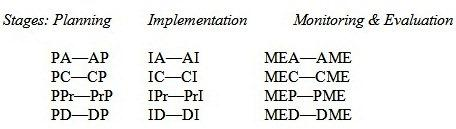 Stages: Planning Implementation Monitoring & Evaluation
PA—AP IA—AI MEA—AME
PC—CP IC—CI MEC—CME
PPr—PrP IPr—PrI MEP—PME
PD—DP ID—DI MED—DME